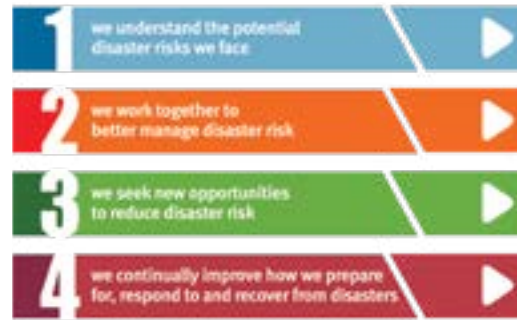 1
we understand the potential
disaster risks we face
2
we work together to
better manage disaster risk
3
we seek new opportunities
to reduce disaster risk
4
we continually improve how we prepare
for, respond to and recover from disasters